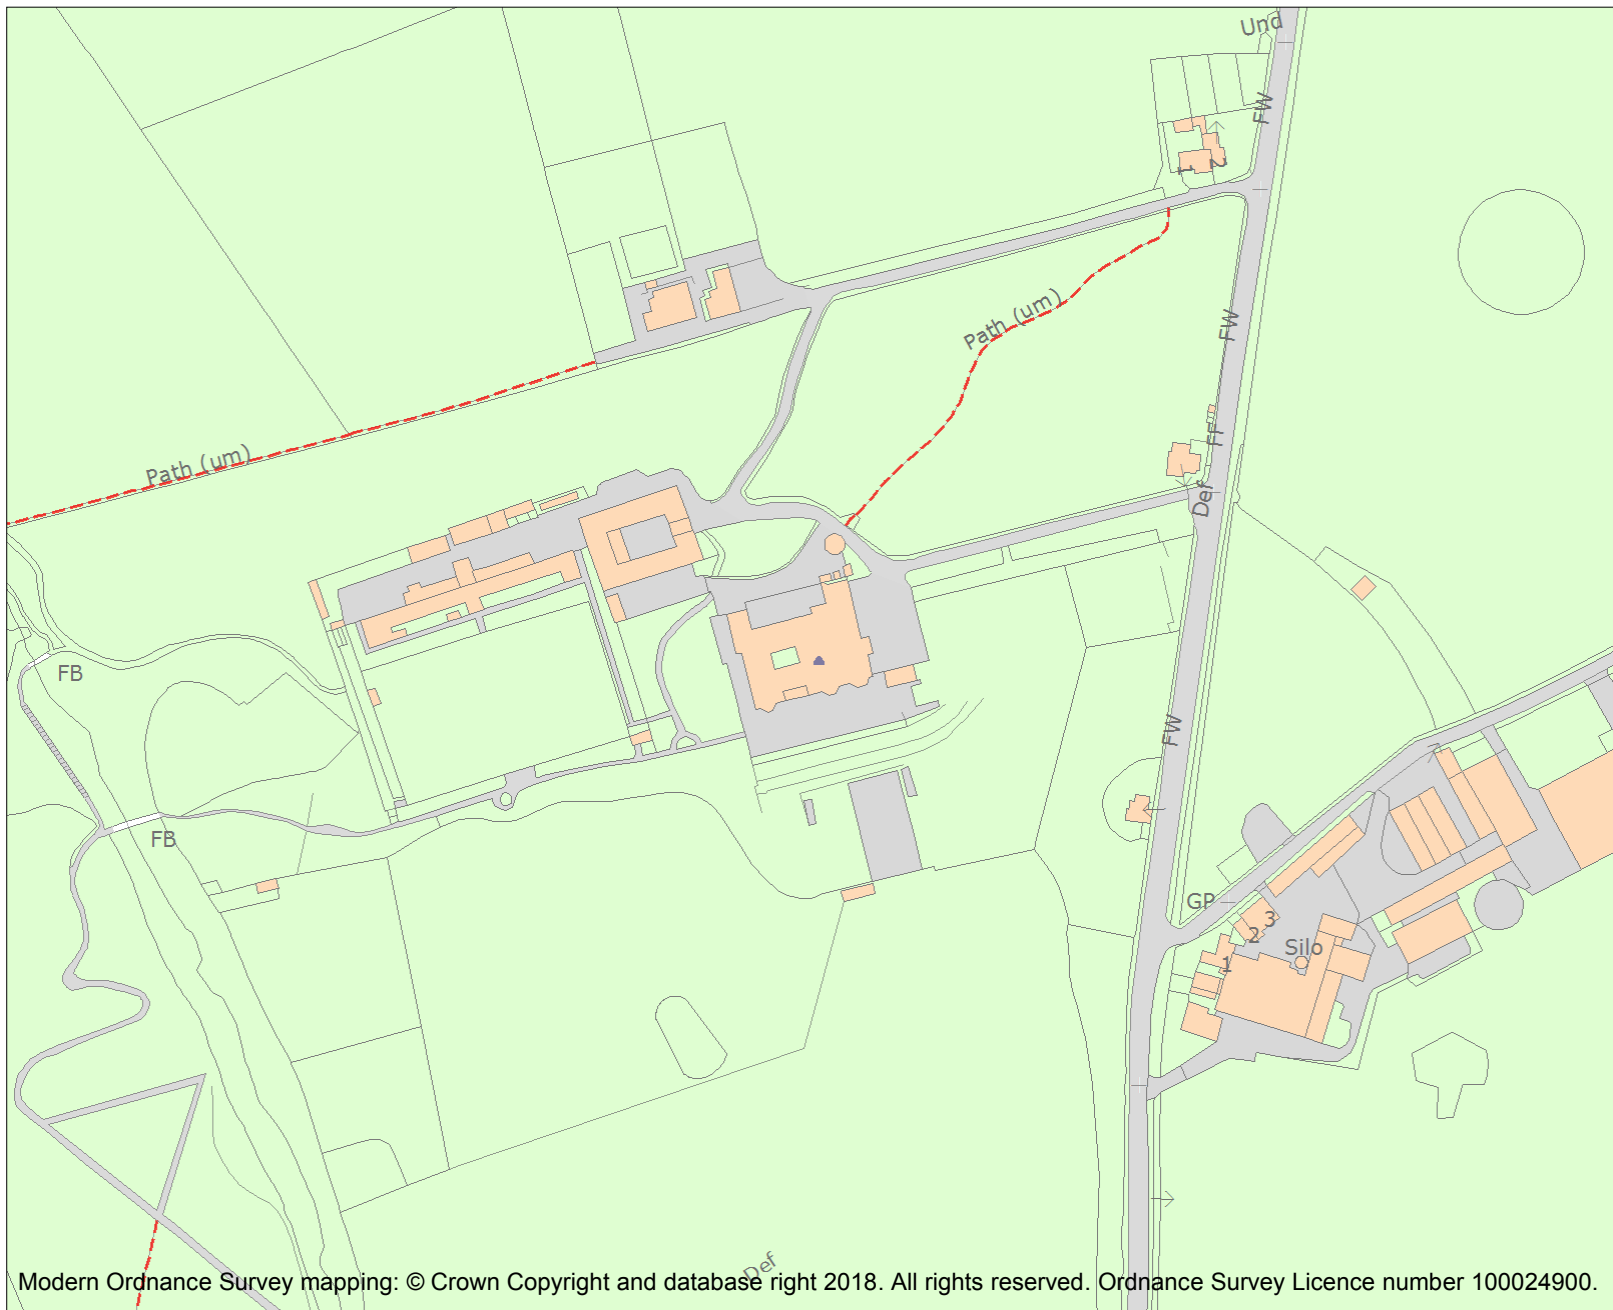 Und
FW
1
2
Path (um)
FW
Path (um)
FF
Def
FB
FW
FB
GP
3
2
Silo
1
Def
Modern Ordnance Survey mapping: © Crown Copyright and database right 2018. All rights reserved. Ordnance Survey Licence number 100024900.